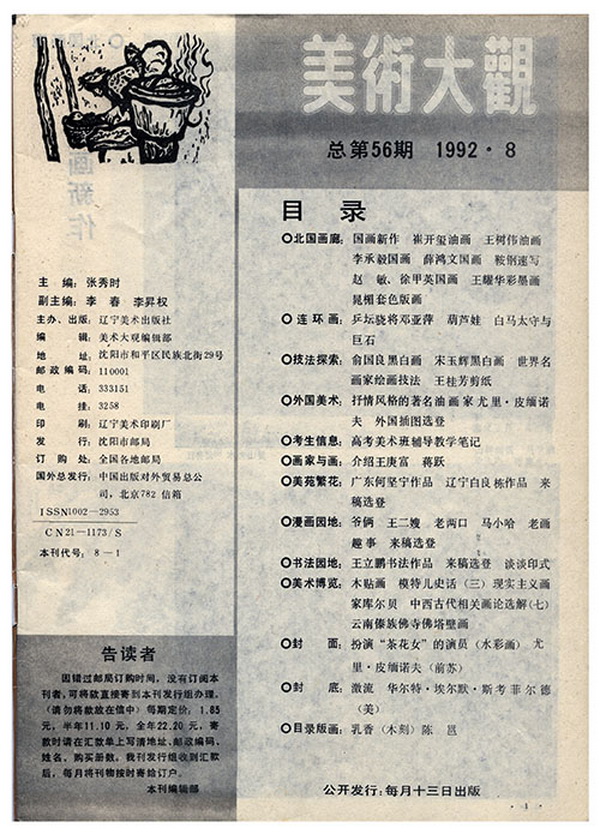 美術大觀
总第56期 1992·8
目录
○北国画廊：国画新作 崔开玺油画 王树伟油画
李承毅国画 薛鸿文国画 鞍钢速写
赵敏、徐甲英国画 王耀华彩墨画
晁楣套色版画
○连环画：乒坛骁将邓亚萍 葫芦娃 白马太守与
巨石
○技法探索：俞国良黑白画 宋玉辉黑白画 世界名
画家绘画技法 王桂芳剪纸
○外国美术：抒情风格的著名油画家尤里·皮缅诺
夫 外国插图选登
○考生信息：高考美术班辅导教学笔记
○画家与画：介绍王庚富 蒋跃
○美苑繁花：广东何坚宁作品 辽宁白良栋作品 来
稿选登
○漫画园地：爷俩 王二嫂 老两口 马小哈 老画
趣事 来稿选登
○书法园地：王立鹏书法作品 来稿选登 谈谈印式
○美术博览：木贴画 模特儿史话（三）现实主义画
家库尔贝 中西古代相关画论选解(七)
云南傣族佛寺佛塔壁画
○封面：扮演“茶花女”的演员（水彩画）尤
里·皮缅诺夫（前苏）
○封底：激流 华尔特·埃尔默·斯考菲尔德
（美）
○目录版画：乳香（木刻）陈邕
公开发行：每月十三日出版
·1·
主编：张秀时
副主编：李春 李昇权
主办、出版：辽宁美术出版社
编辑：美术大观编辑部
地址：沈阳市和平区民族北街29号
邮政编码：110001
电话：333151
电挂：3258
印刷：辽宁美术印刷厂
发行：沈阳市邮局
订购处：全国各地邮局
国外总发行：中国出版对外贸易总公
司，北京782 信箱
ISSN1002-2953
CN21-1173/S
本刊代号：8-1
告读者
因错过邮局订购时间，没有订阅本
刊者，可将款直接寄到本刊发行组办理。
（请勿将款放在信中）每期定价：1.85
元，半年11.10元，全年22.20元，寄
款时请在汇款单上写清地址、邮政编码、
姓名、购买册数。我刊发行组收到汇款
后，每月将刊物按时寄给订户。
本刊编辑部
画新作